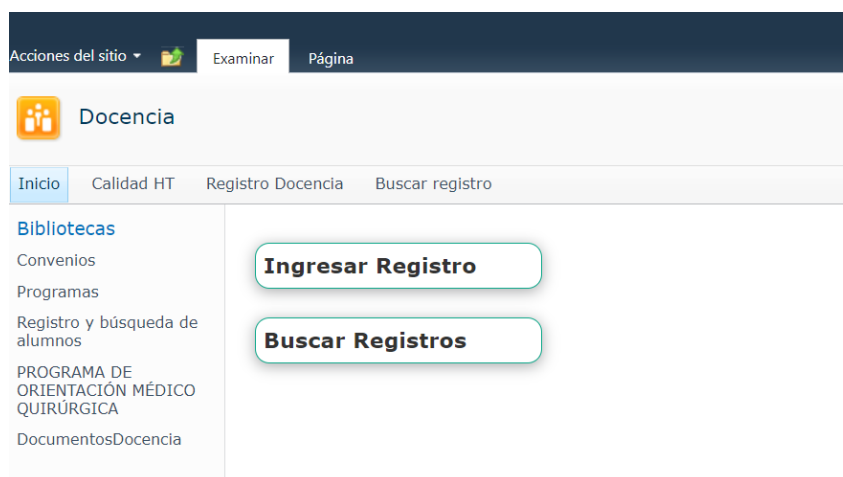 Acciones del sitio
Examinar
Página
Docencia
Inicio
Calidad HT
Registro Docencia
Buscar registro
Bibliotecas
Convenios
Programas
Registro y búsqueda de
alumnos
PROGRAMA DE
ORIENTACIÓN MÉDICO
QUIRÚRGICA
DocumentosDocencia
Ingresar Registro
Buscar Registros